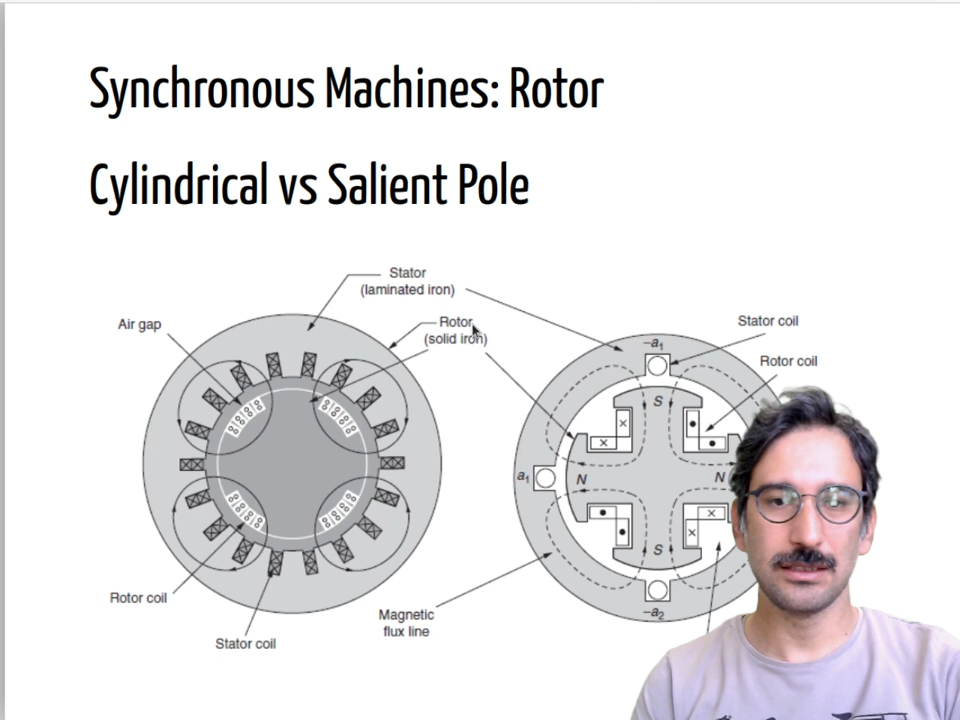 Synchronous Machines: Rotor
Cylindrical vs Salient Pole
Stator
(laminated iron)
Air gap
Rotor
(solid iron)
Stator coil
Rotor coil
–a₁
S
a₁
N
N
S
–a₂
Rotor coil
Stator coil
Magnetic
flux line